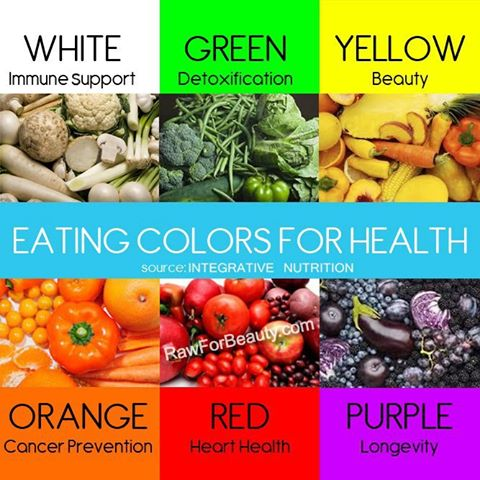 WHITE
Immune Support
GREEN
Detoxification
YELLOW
Beauty
EATING COLORS FOR HEALTH
source: INTEGRATIVE NUTRITION
RawForBeauty.com
ORANGE
Cancer Prevention
RED
Heart Health
PURPLE
Longevity